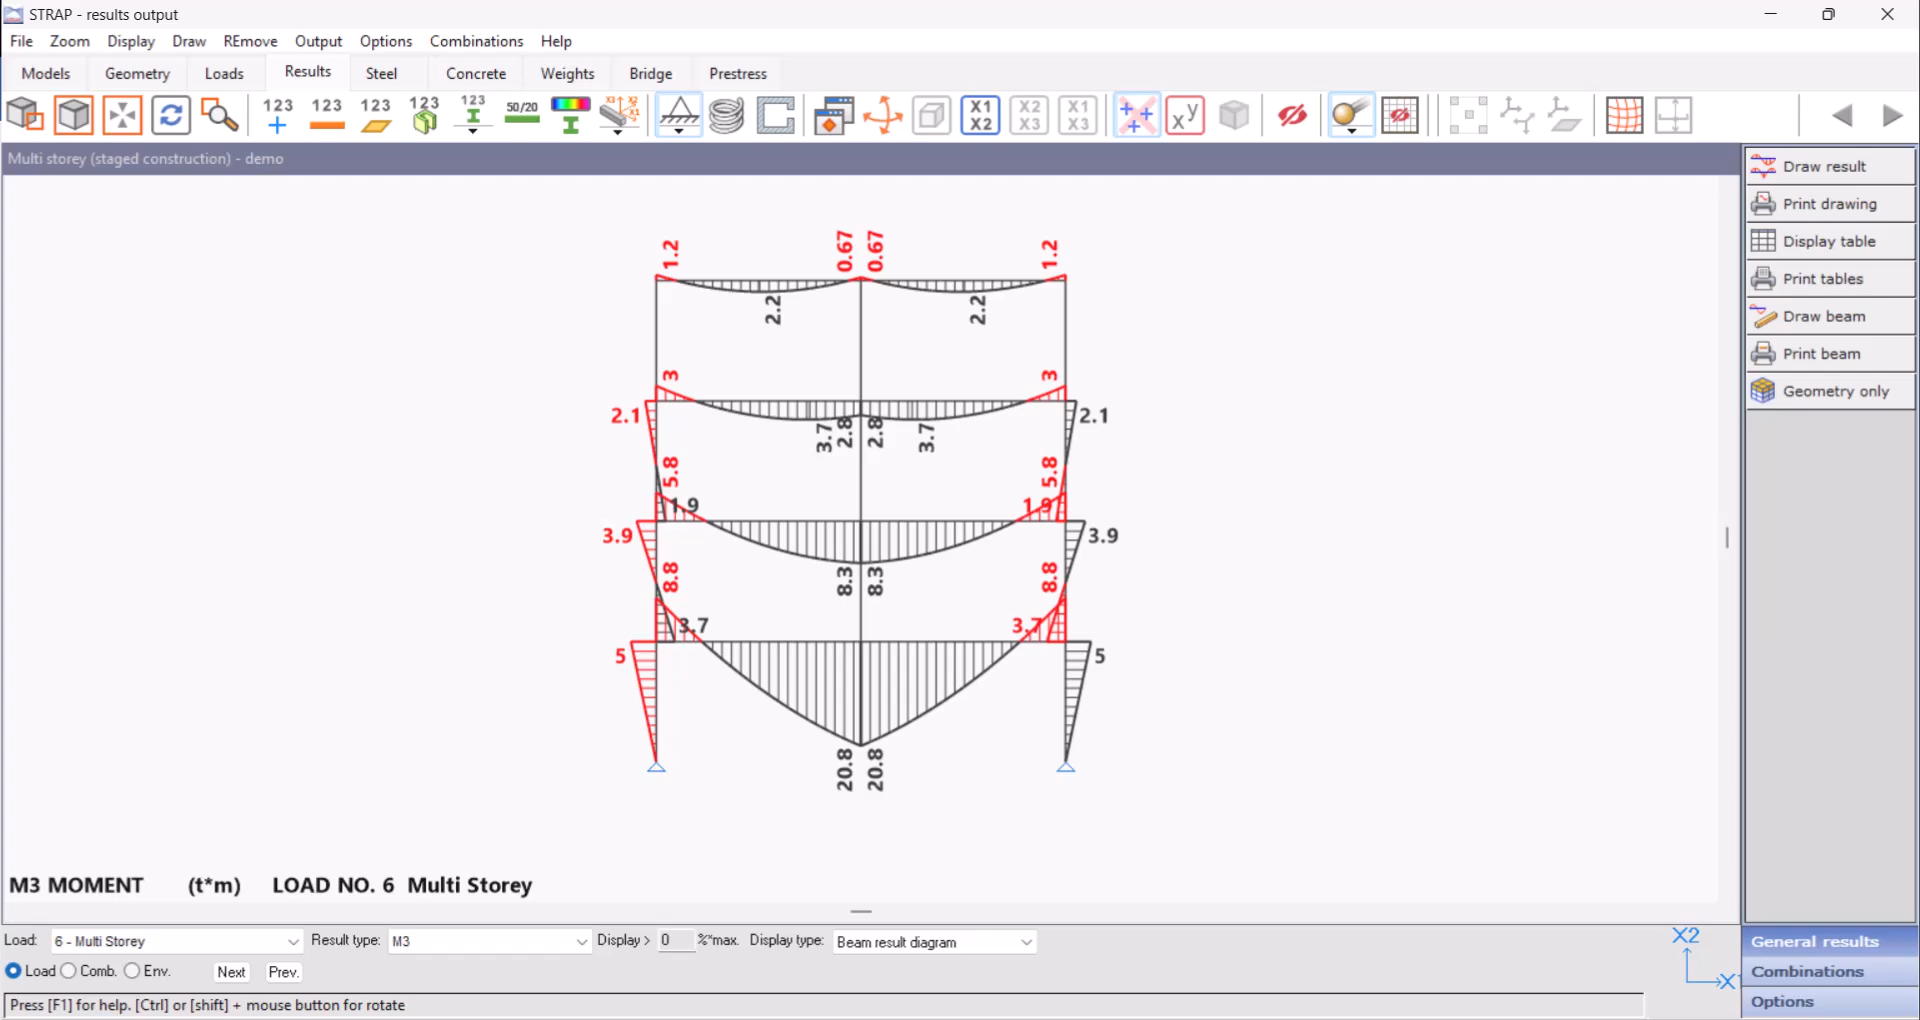 STRAP - results output
File Zoom Display Draw REmove Output Options Combinations Help
Models Geometry Loads Results Steel Concrete Weights Bridge Prestress
123 123 123 123 123 50/20 X3 X2 X1 X1 X2 X2 X3 X1 X3 xy
Multi storey (staged construction) - demo
Draw result
Print drawing
Display table
Print tables
Draw beam
Print beam
Geometry only
1.2 0.67 0.67 1.2
2.2 2.2
3 3
2.1 3.7 2.8 2.8 3.7 2.1
5.8 5.8
1.9 1.9
3.9 3.9
8.8 8.3 8.3 8.8
3.7 3.7
5 5
20.8 20.8
M3 MOMENT (t*m) LOAD NO. 6 Multi Storey
Load: 6 - Multi Storey Result type: M3 Display > 0 %*max. Display type: Beam result diagram
Load Comb. Env. Next Prev.
X2
X1
General results
Combinations
Options
Press [F1] for help. [Ctrl] or [shift] + mouse button for rotate